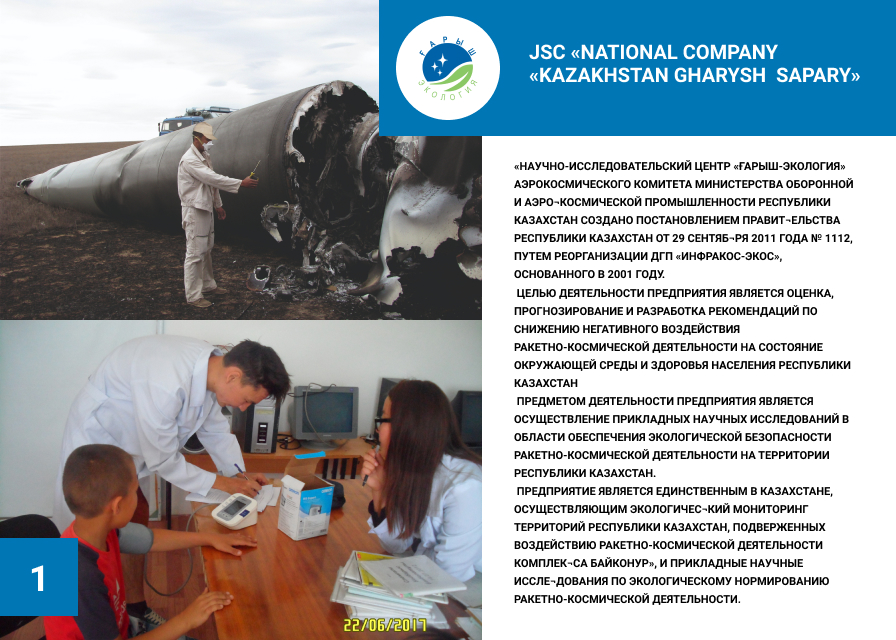 ҒАРЫШ
ЭКОЛОГИЯ
JSC «NATIONAL COMPANY
«KAZAKHSTAN GHARYSH SAPARY»
«НАУЧНО-ИССЛЕДОВАТЕЛЬСКИЙ ЦЕНТР «ҒАРЫШ-ЭКОЛОГИЯ»
АЭРОКОСМИЧЕСКОГО КОМИТЕТА МИНИСТЕРСТВА ОБОРОННОЙ
И АЭРО¬КОСМИЧЕСКОЙ ПРОМЫШЛЕННОСТИ РЕСПУБЛИКИ
КАЗАХСТАН СОЗДАНО ПОСТАНОВЛЕНИЕМ ПРАВИТ¬ЕЛЬСТВА
РЕСПУБЛИКИ КАЗАХСТАН ОТ 29 СЕНТЯБ¬РЯ 2011 ГОДА № 1112,
ПУТЕМ РЕОРГАНИЗАЦИИ ДГП «ИНФРАКОС-ЭКОС»,
ОСНОВАННОГО В 2001 ГОДУ.
ЦЕЛЬЮ ДЕЯТЕЛЬНОСТИ ПРЕДПРИЯТИЯ ЯВЛЯЕТСЯ ОЦЕНКА,
ПРОГНОЗИРОВАНИЕ И РАЗРАБОТКА РЕКОМЕНДАЦИЙ ПО
СНИЖЕНИЮ НЕГАТИВНОГО ВОЗДЕЙСТВИЯ
РАКЕТНО-КОСМИЧЕСКОЙ ДЕЯТЕЛЬНОСТИ НА СОСТОЯНИЕ
ОКРУЖАЮЩЕЙ СРЕДЫ И ЗДОРОВЬЯ НАСЕЛЕНИЯ РЕСПУБЛИКИ
КАЗАХСТАН
ПРЕДМЕТОМ ДЕЯТЕЛЬНОСТИ ПРЕДПРИЯТИЯ ЯВЛЯЕТСЯ
ОСУЩЕСТВЛЕНИЕ ПРИКЛАДНЫХ НАУЧНЫХ ИССЛЕДОВАНИЙ В
ОБЛАСТИ ОБЕСПЕЧЕНИЯ ЭКОЛОГИЧЕСКОЙ БЕЗОПАСНОСТИ
РАКЕТНО-КОСМИЧЕСКОЙ ДЕЯТЕЛЬНОСТИ НА ТЕРРИТОРИИ
РЕСПУБЛИКИ КАЗАХСТАН.
ПРЕДПРИЯТИЕ ЯВЛЯЕТСЯ ЕДИНСТВЕННЫМ В КАЗАХСТАНЕ,
ОСУЩЕСТВЛЯЮЩИМ ЭКОЛОГИЧЕС¬КИЙ МОНИТОРИНГ
ТЕРРИТОРИЙ РЕСПУБЛИКИ КАЗАХСТАН, ПОДВЕРЖЕННЫХ
ВОЗДЕЙСТВИЮ РАКЕТНО-КОСМИЧЕСКОЙ ДЕЯТЕЛЬНОСТИ
КОМПЛЕК¬СА БАЙКОНУР», И ПРИКЛАДНЫЕ НАУЧНЫЕ
ИССЛЕ¬ДОВАНИЯ ПО ЭКОЛОГИЧЕСКОМУ НОРМИРОВАНИЮ
РАКЕТНО-КОСМИЧЕСКОЙ ДЕЯТЕЛЬНОСТИ.
1
22/06/2017